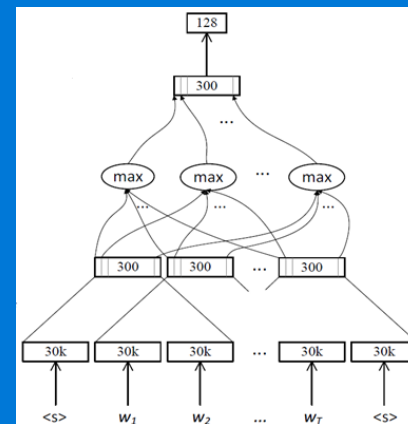 128
300
...
max max ... max
... ... ...
300 300 ... 300
30k 30k 30k ... 30k 30k
<s> w1 w2 ... wT <s>